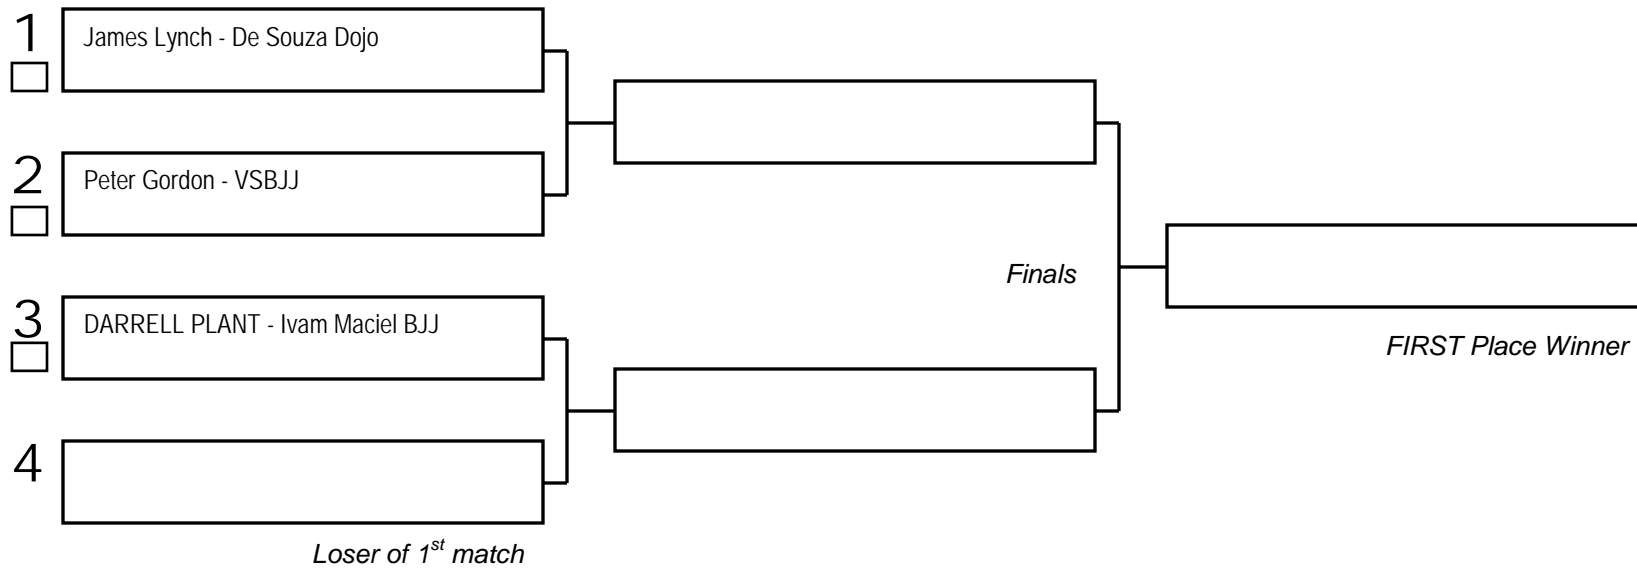 1 James Lynch - De Souza Dojo
2 Peter Gordon - VSBJJ
Finals
3 DARRELL PLANT - Ivam Maciel BJJ
FIRST Place Winner
4
Loser of 1st match